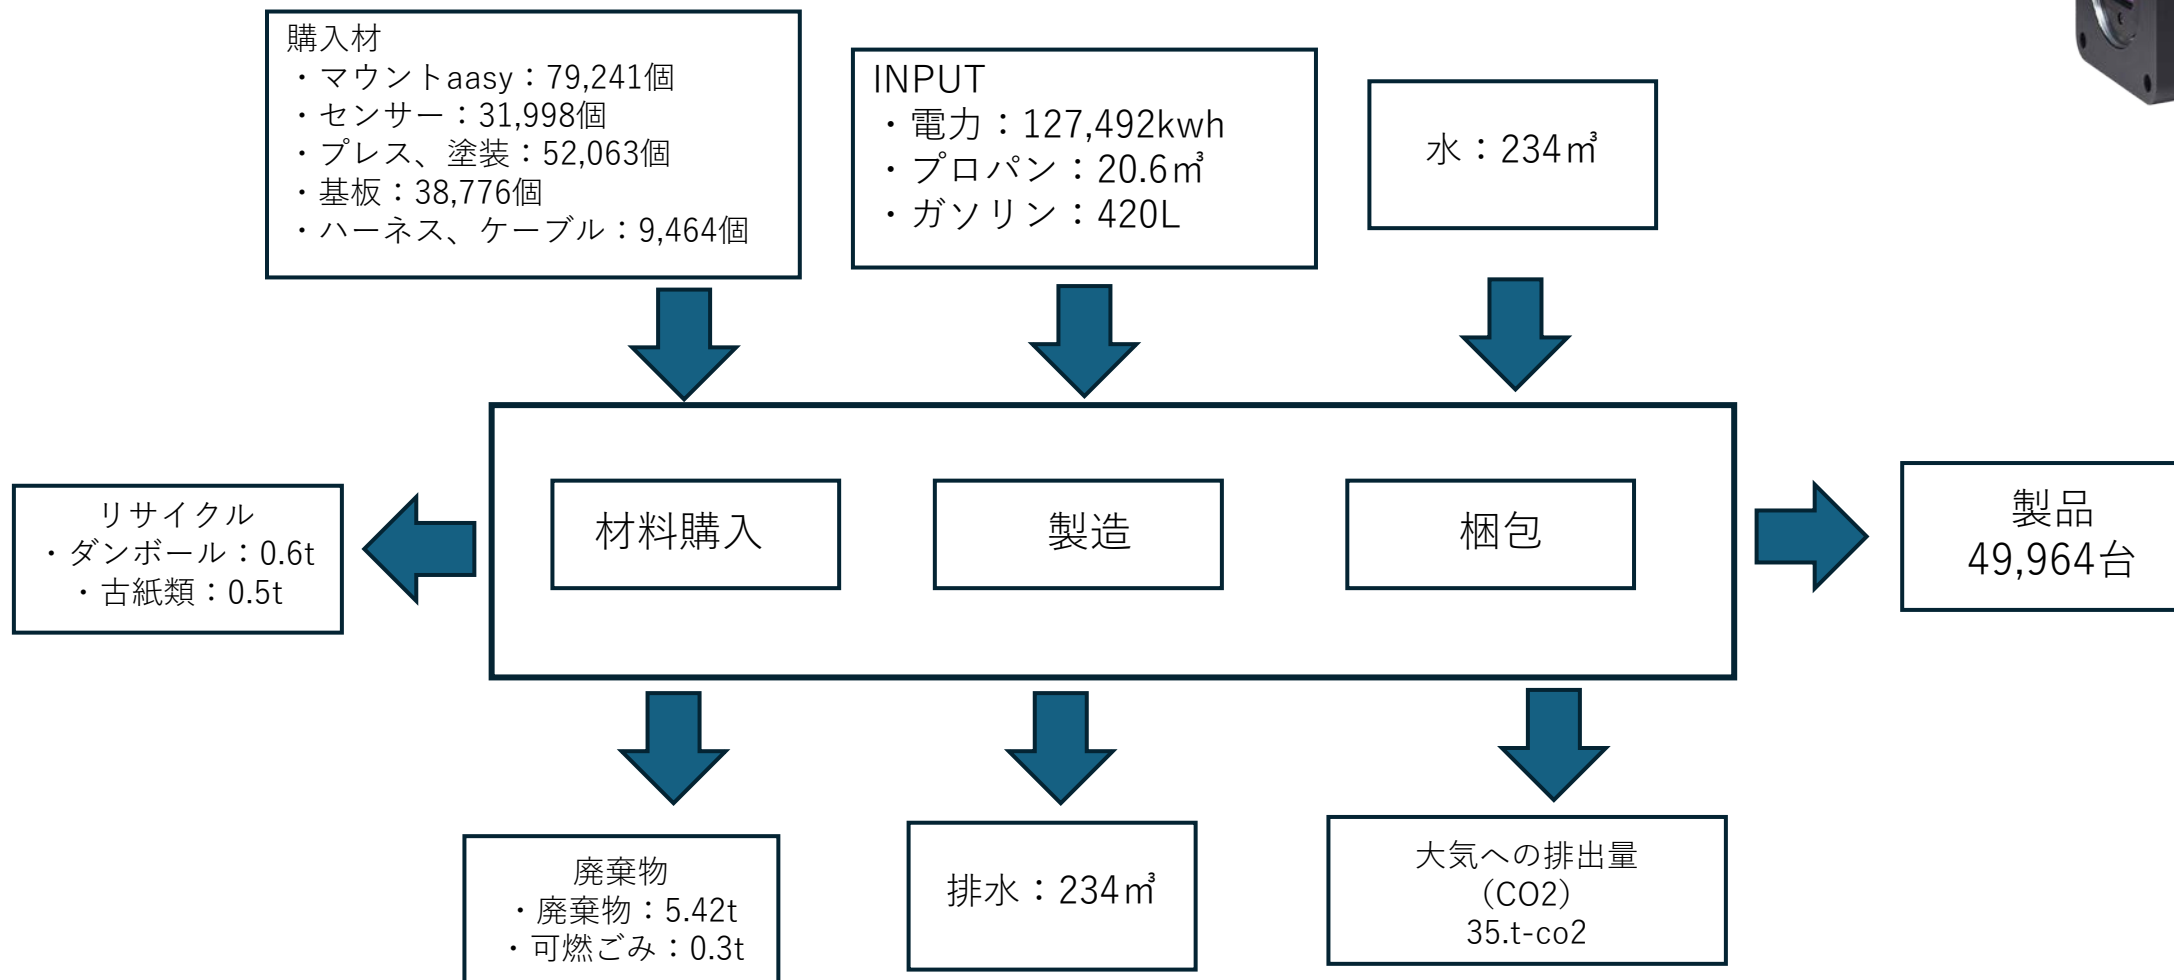 購入材
・マウントaasy：79,241個
・センサー：31,998個
・プレス、塗装：52,063個
・基板：38,776個
・ハーネス、ケーブル：9,464個
INPUT
・電力：127,492kwh
・プロパン：20.6㎥
・ガソリン：420L
水：234㎥
リサイクル
・ダンボール：0.6t
・古紙類：0.5t
材料購入
製造
梱包
製品
49,964台
廃棄物
・廃棄物：5.42t
・可燃ごみ：0.3t
排水：234㎥
大気への排出量
（CO2）
35.t-co2